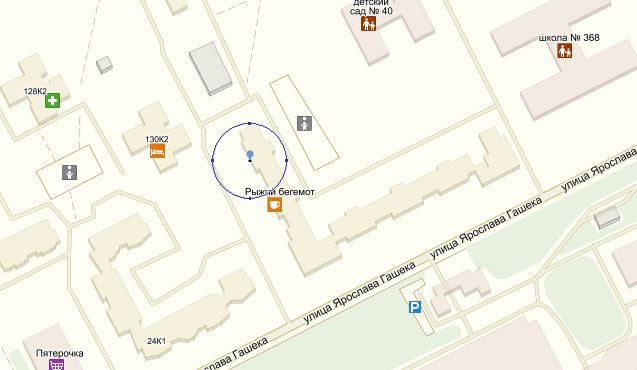 детский
сад № 40
школа № 368
128К2
130К2
Рыжий бегемот
улица Ярослава Гашека
улица Ярослава Гашека
улица Ярослава
24К1
Ярослава Гашека
Пятерочка
P